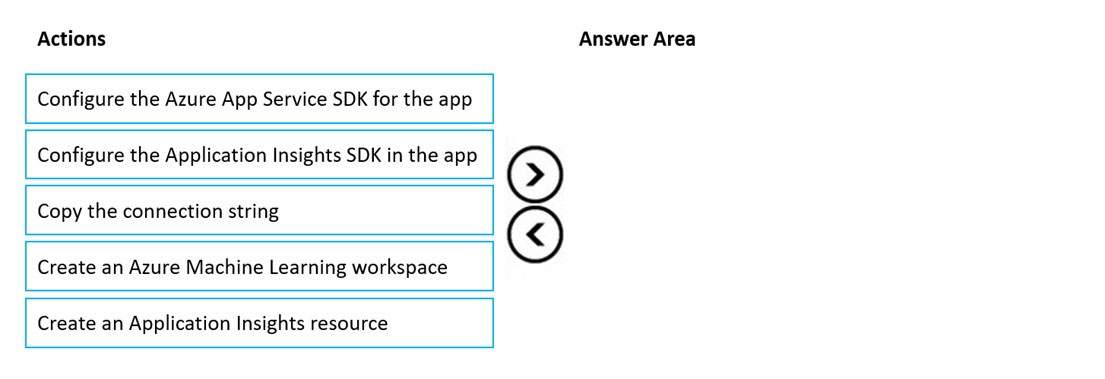 Actions
Answer Area
Configure the Azure App Service SDK for the app
Configure the Application Insights SDK in the app
Copy the connection string
Create an Azure Machine Learning workspace
Create an Application Insights resource